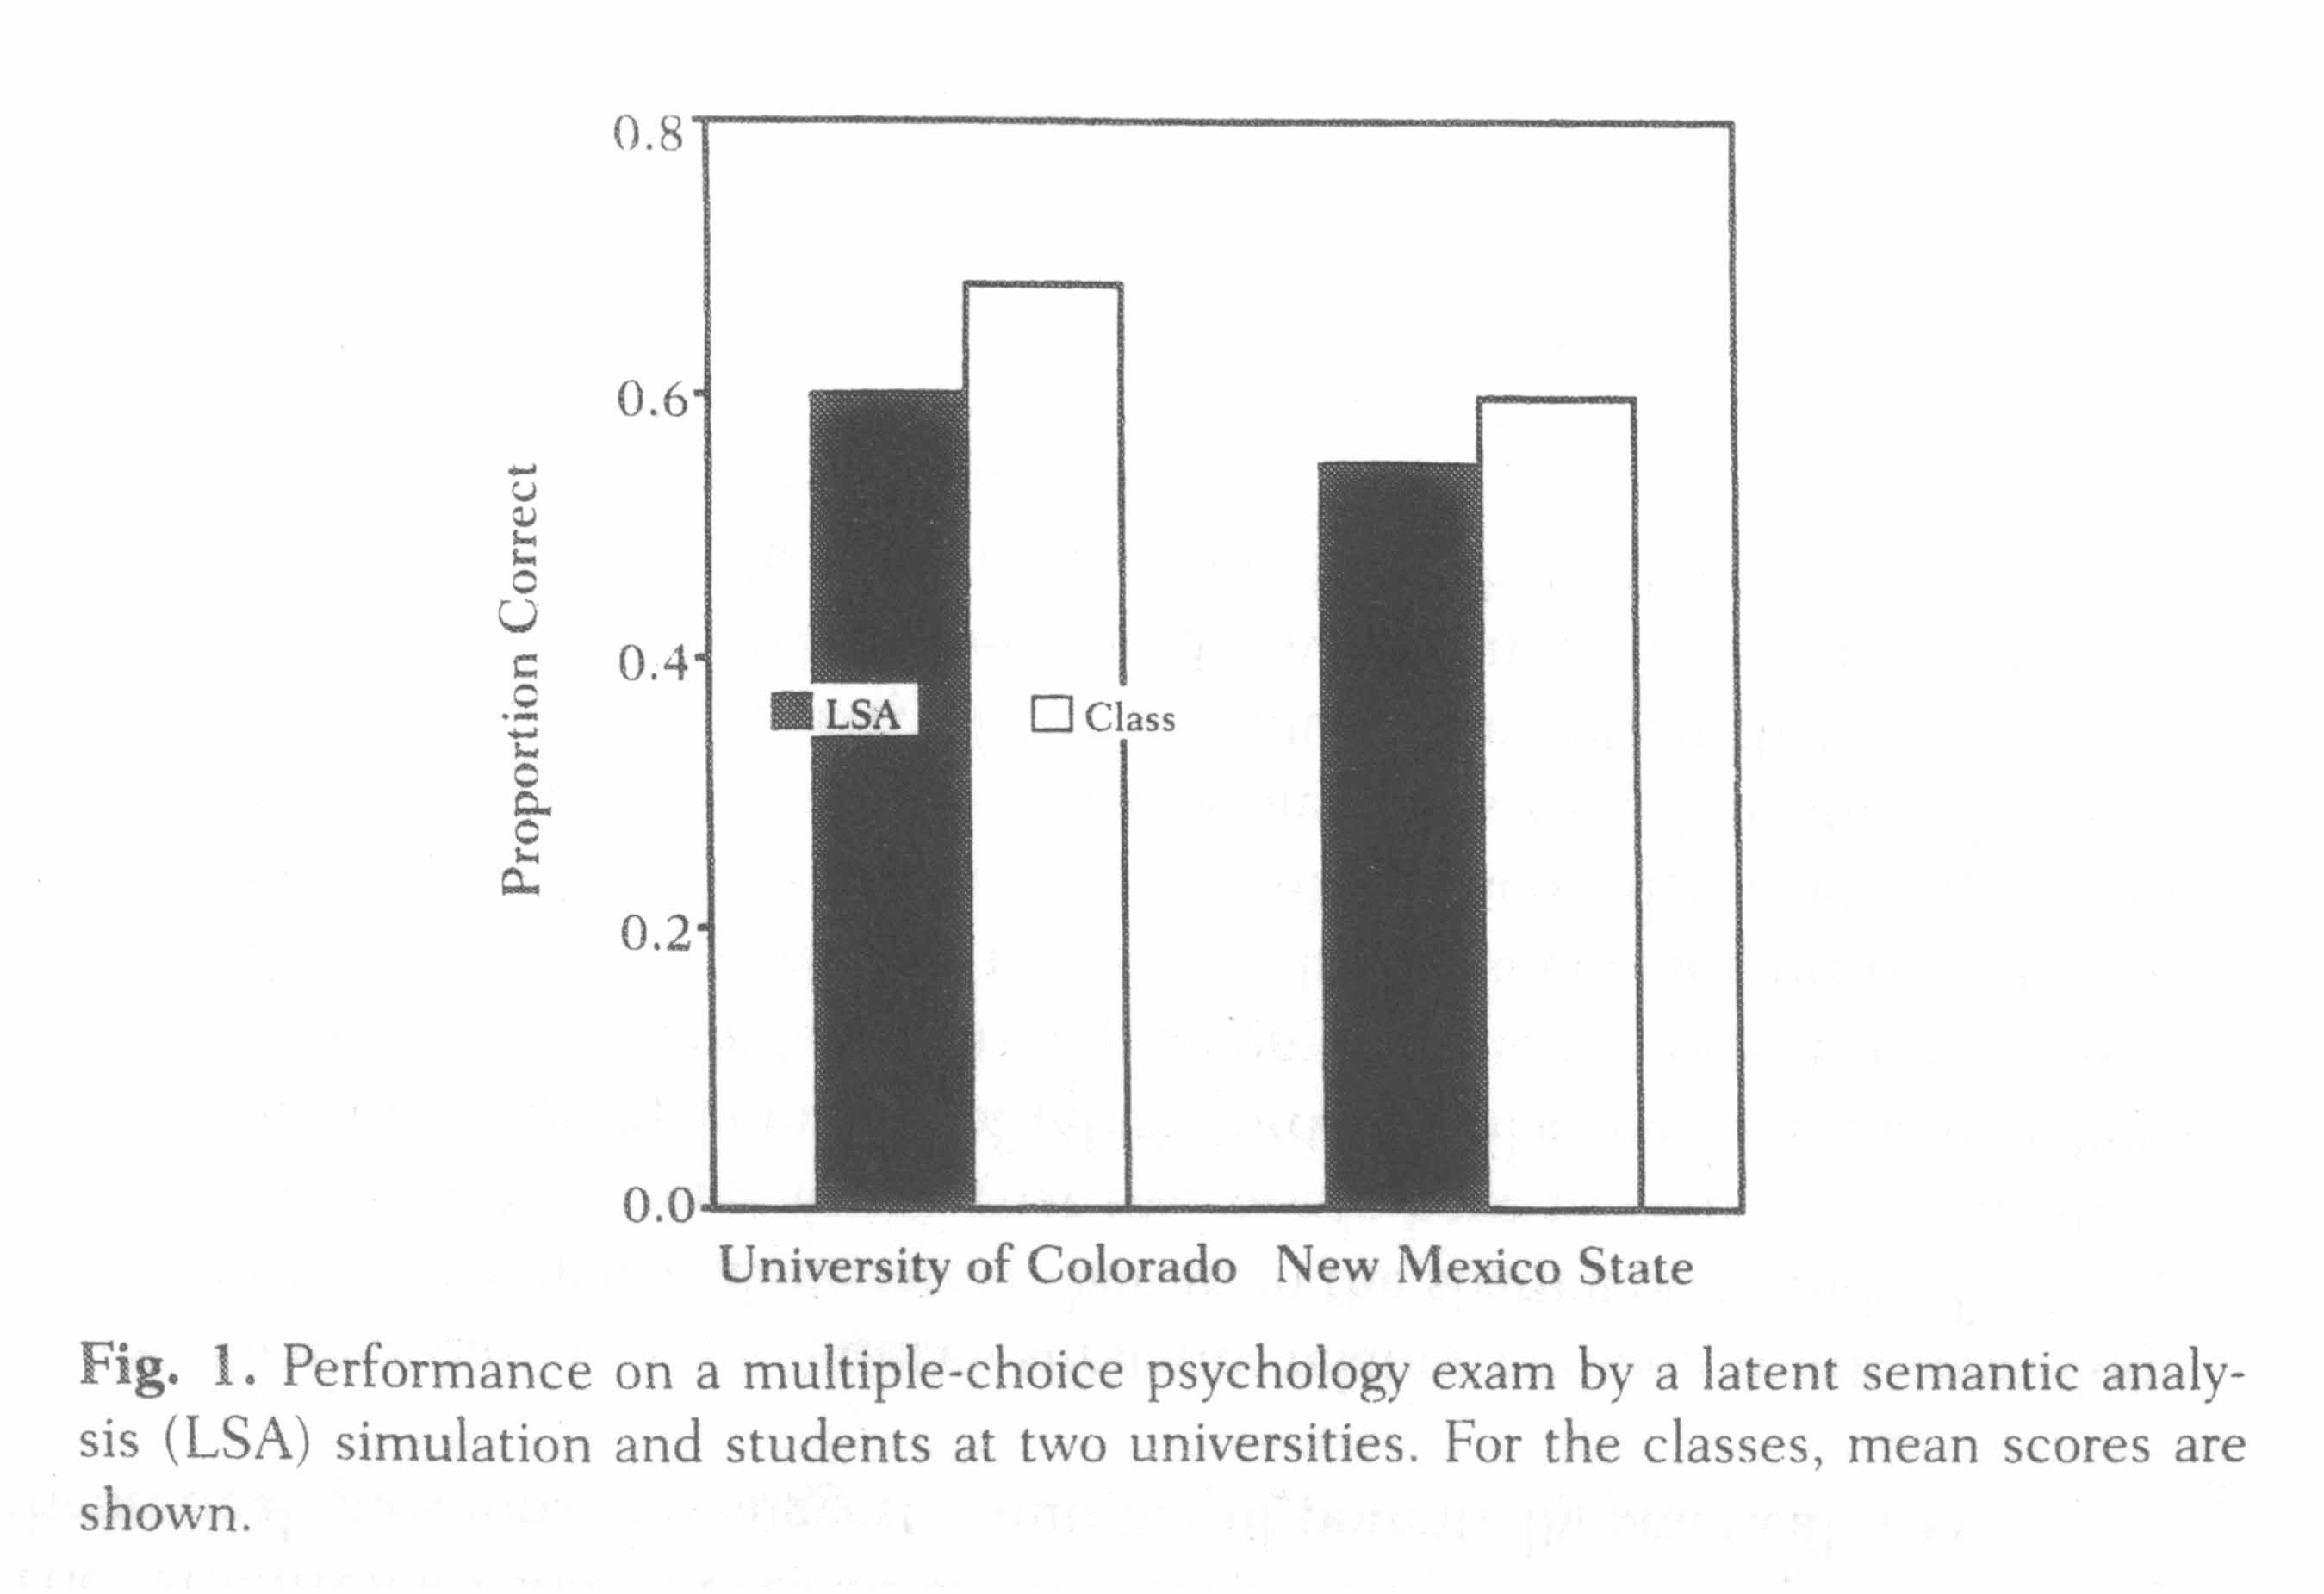 0.8
0.6
0.4
0.2
0.0
Proportion Correct
LSA
Class
University of Colorado New Mexico State
Fig. 1. Performance on a multiple-choice psychology exam by a latent semantic analy-
sis (LSA) simulation and students at two universities. For the classes, mean scores are
shown.